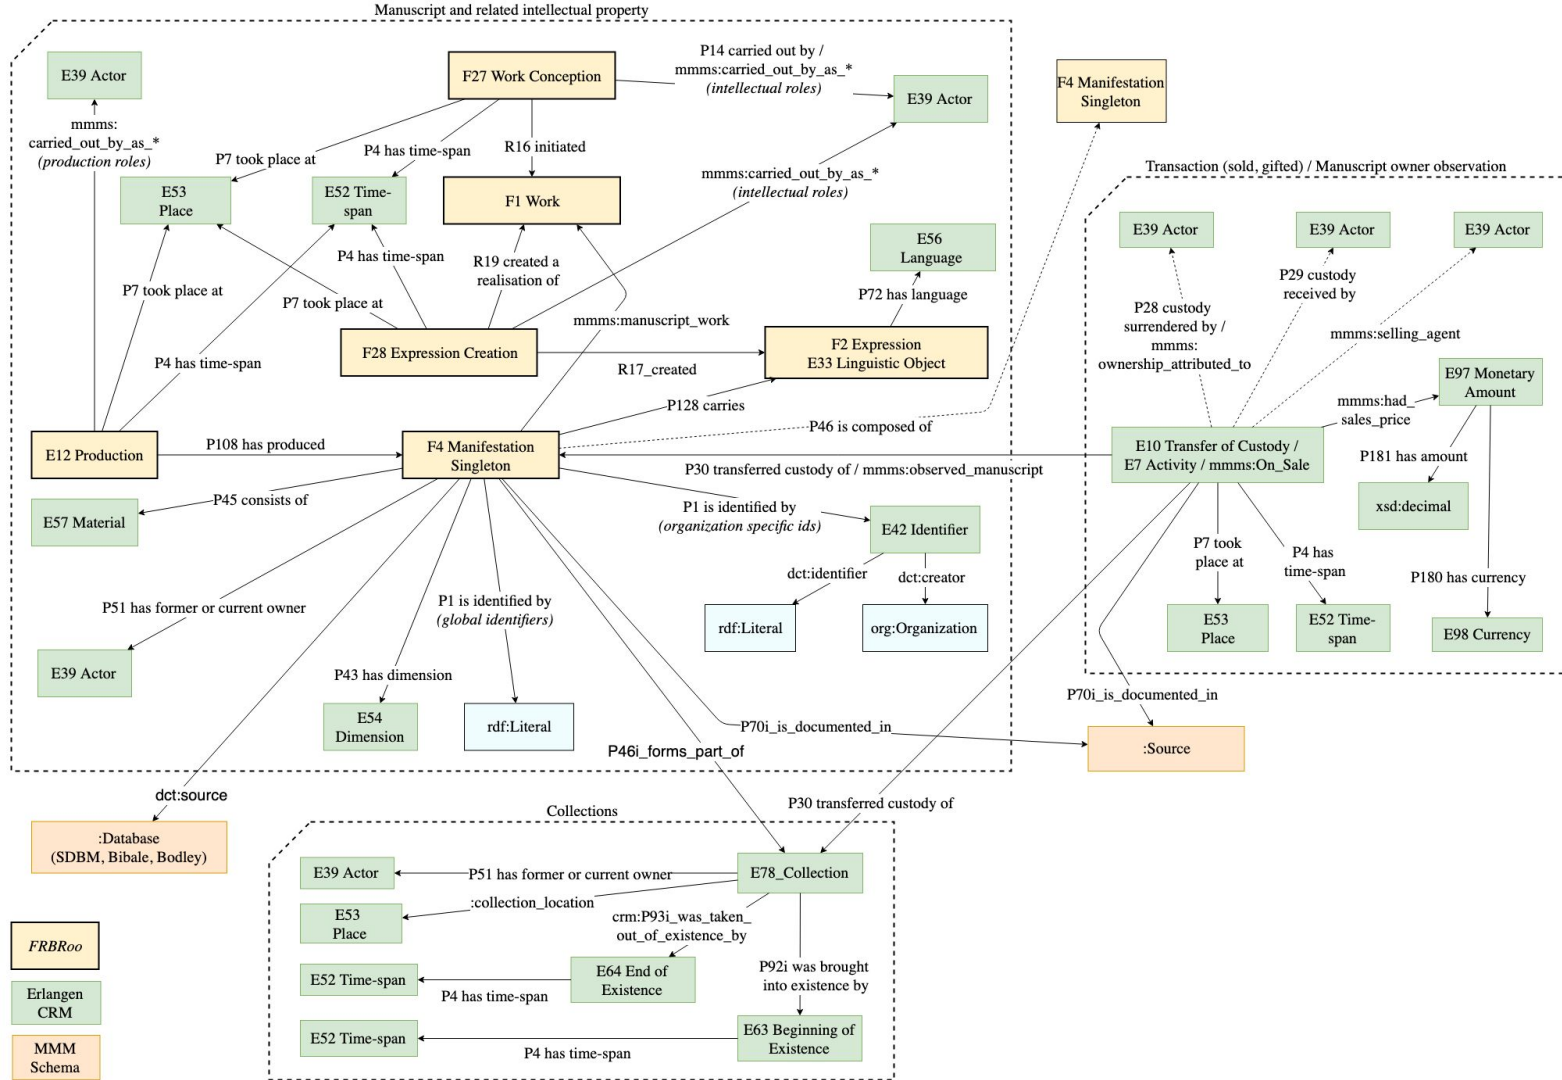 Manuscript and related intellectual property
E39 Actor
F27 Work Conception
P14 carried out by /
mmms:carried_out_by_as_*
(intellectual roles)
E39 Actor
F4 Manifestation
Singleton
mmms:
carried_out_by_as_*
(production roles)
P7 took place at
P4 has time-span
R16 initiated
mmms:carried_out_by_as_*
(intellectual roles)
Transaction (sold, gifted) / Manuscript owner observation
E53
Place
E52 Time-
span
F1 Work
E39 Actor
E39 Actor
E39 Actor
E56
Language
P4 has time-span
R19 created a
realisation of
P7 took place at
P7 took place at
P72 has language
P29 custody
received by
P28 custody
surrendered by /
mmms:
ownership_attributed_to
mmms:selling_agent
mmms:manuscript_work
F28 Expression Creation
F2 Expression
E33 Linguistic Object
R17_created
P4 has time-span
E97 Monetary
Amount
mmms:had_
sales_price
P128 carries
P46 is composed of
E12 Production
P108 has produced
F4 Manifestation
Singleton
E10 Transfer of Custody /
E7 Activity / mmms:On_Sale
P30 transferred custody of / mmms:observed_manuscript
P181 has amount
P45 consists of
E57 Material
P1 is identified by
(organization specific ids)
E42 Identifier
xsd:decimal
P7 took
place at
P4 has
time-span
dct:identifier
dct:creator
P180 has currency
P51 has former or current owner
P1 is identified by
(global identifiers)
rdf:Literal
org:Organization
E53
Place
E52 Time-
span
E98 Currency
E39 Actor
P43 has dimension
P70i_is_documented_in
E54
Dimension
rdf:Literal
P70i_is_documented_in
P46i_forms_part_of
:Source
dct:source
P30 transferred custody of
Collections
:Database
(SDBM, Bibale, Bodley)
E39 Actor
P51 has former or current owner
E78_Collection
:collection_location
E53
Place
crm:P93i_was_taken_
out_of_existence_by
FRBRoo
E52 Time-span
P4 has time-span
E64 End of
Existence
P92i was brought
into existence by
Erlangen
CRM
E52 Time-span
P4 has time-span
E63 Beginning of
Existence
MMM
Schema